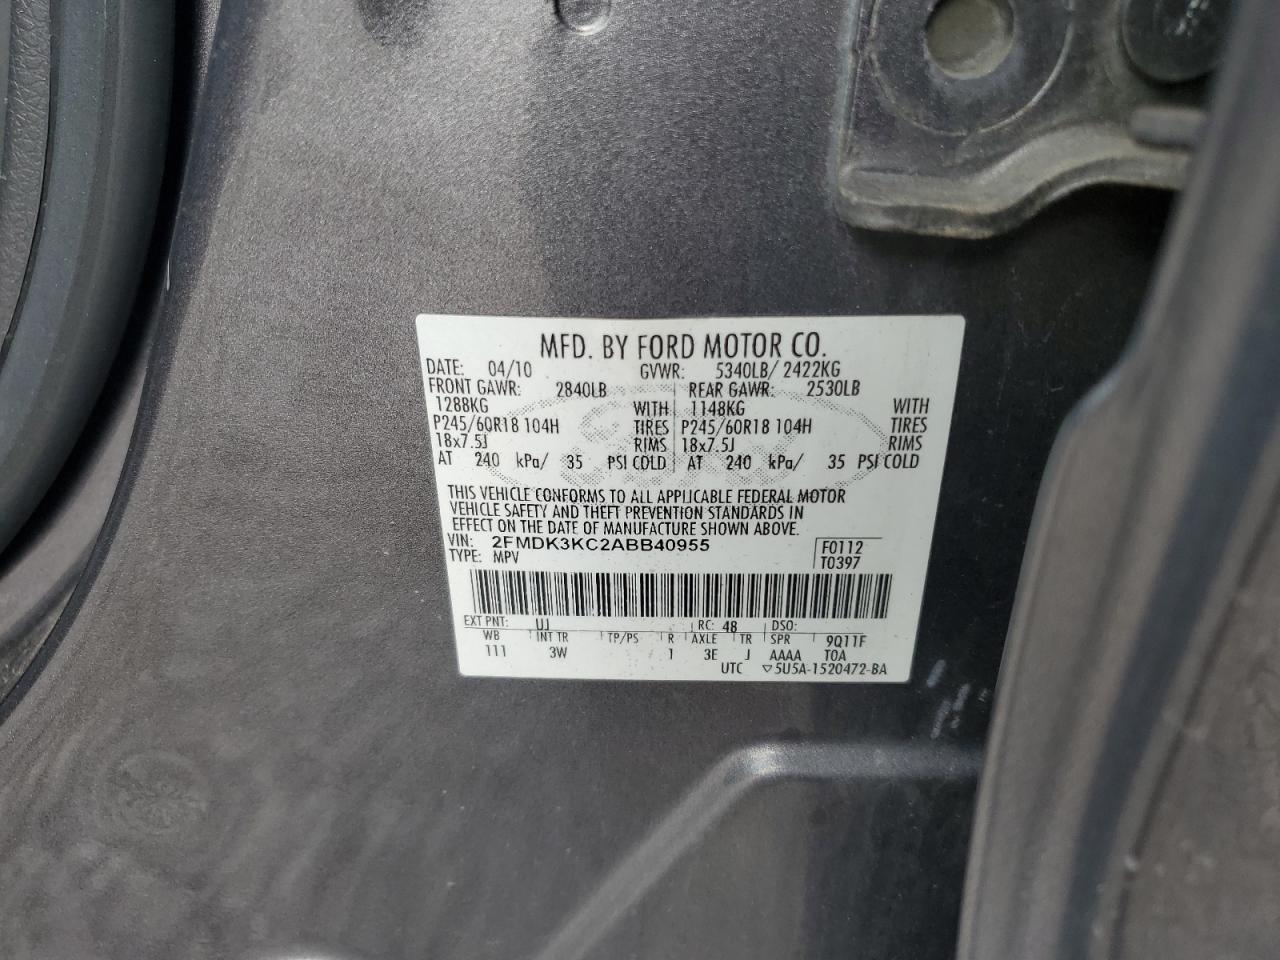 MFD. BY FORD MOTOR CO.
DATE: 04/10 GVWR: 5340LB/ 2422KG
FRONT GAWR: 2840LB REAR GAWR: 2530LB
1288KG WITH 1148KG WITH
P245/60R18 104H TIRES P245/60R18 104H TIRES
18x7.5J RIMS 18x7.5J RIMS
AT 240 kPa/ 35 PSI COLD AT 240 kPa/ 35 PSI COLD
THIS VEHICLE CONFORMS TO ALL APPLICABLE FEDERAL MOTOR
VEHICLE SAFETY AND THEFT PREVENTION STANDARDS IN
EFFECT ON THE DATE OF MANUFACTURE SHOWN ABOVE.
VIN: 2FMDK3KC2ABB40955 F0112
TYPE: MPV T0397
EXT PNT: UJ RC: 48 DSO:
WB INT TR TP/PS R AXLE TR SPR 9Q11F
111 3W 1 3E J AAAA TOA
UTC ▽5U5A-1520472-BA